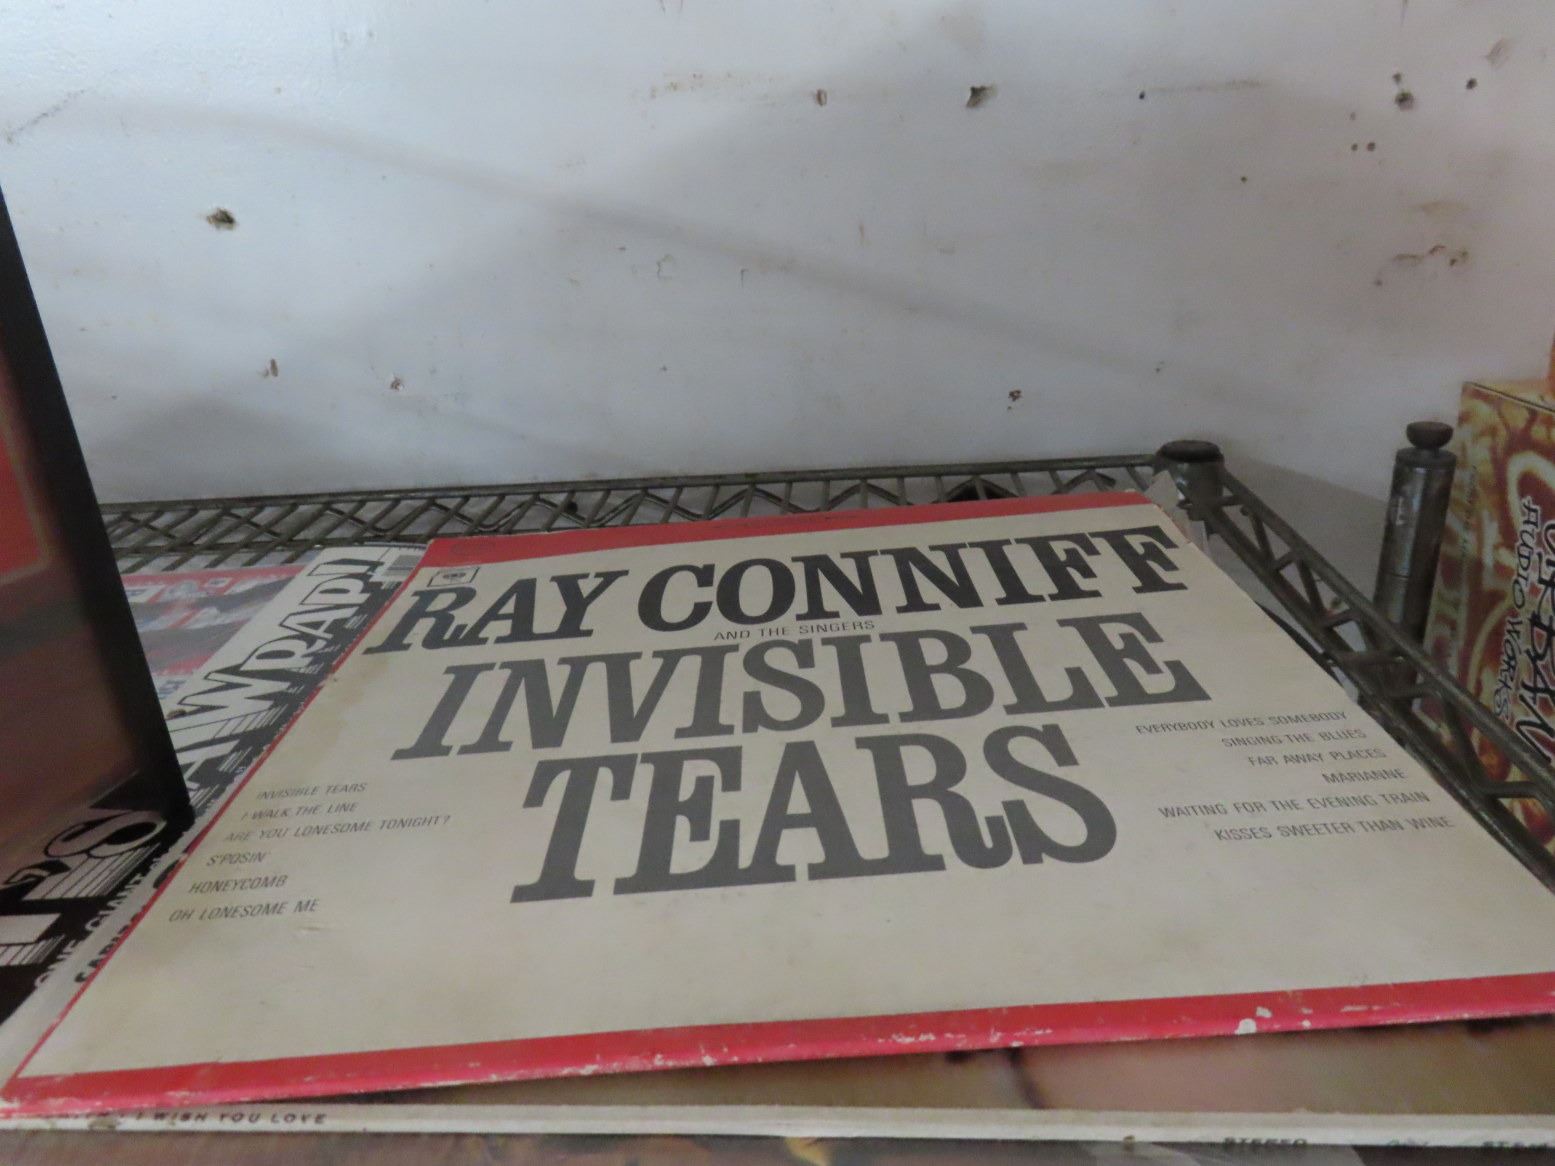 RAY CONNIFF
AND THE SINGERS
INVISIBLE
TEARS
INVISIBLE TEARS
I WALK THE LINE
ARE YOU LONESOME TONIGHT?
S'POSIN'
HONEYCOMB
OH LONESOME ME
EVERYBODY LOVES SOMEBODY
SINGING THE BLUES
FAR AWAY PLACES
MARIANNE
WAITING FOR THE EVENING TRAIN
KISSES SWEETER THAN WINE
WRAP-
I WISH YOU LOVE
STEREO
AUDIO WORKS